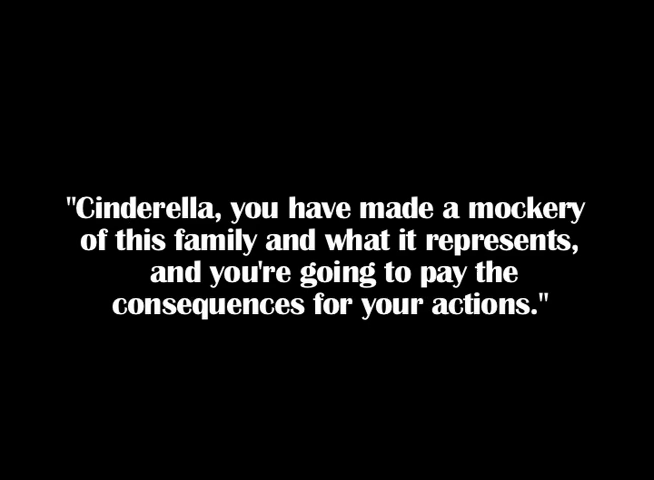 "Cinderella, you have made a mockery
of this family and what it represents,
and you're going to pay the
consequences for your actions."